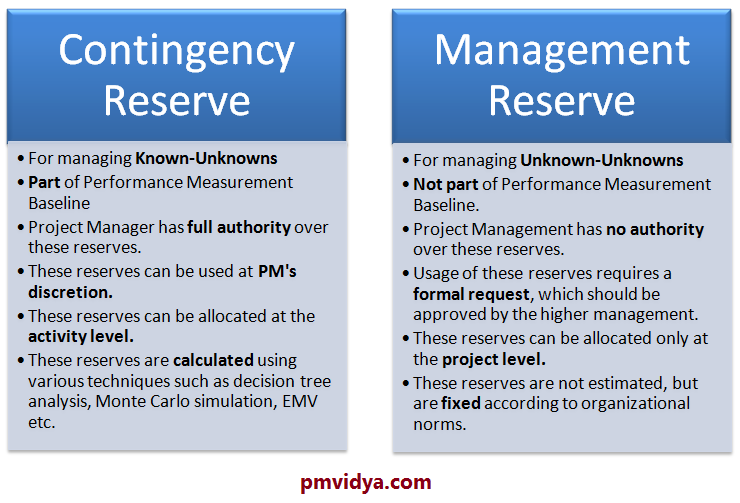 Contingency
Reserve
• For managing Known-Unknowns
• Part of Performance Measurement
Baseline
• Project Manager has full authority over
these reserves.
• These reserves can be used at PM's
discretion.
• These reserves can be allocated at the
activity level.
• These reserves are calculated using
various techniques such as decision tree
analysis, Monte Carlo simulation, EMV
etc.
Management
Reserve
• For managing Unknown-Unknowns
• Not part of Performance Measurement
Baseline.
• Project Management has no authority
over these reserves.
• Usage of these reserves requires a
formal request, which should be
approved by the higher management.
• These reserves can be allocated only at
the project level.
• These reserves are not estimated, but
are fixed according to organizational
norms.
pmvidya.com